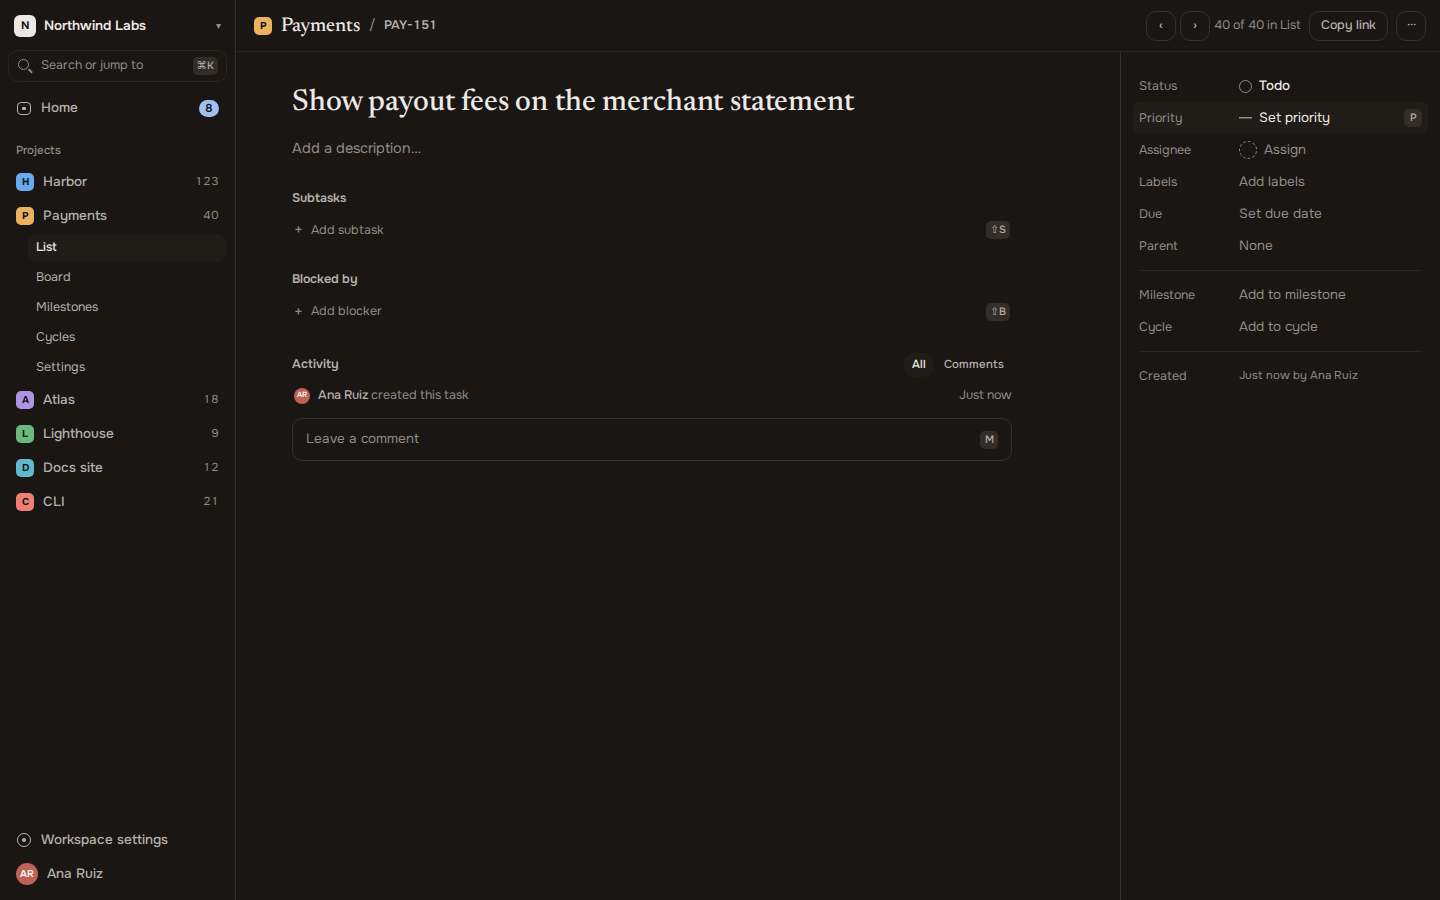 N Northwind Labs ▾
Search or jump to ⌘K
Home 8
Projects
H Harbor 123
P Payments 40
List
Board
Milestones
Cycles
Settings
A Atlas 18
L Lighthouse 9
D Docs site 12
C CLI 21
Workspace settings
AR Ana Ruiz
P Payments / PAY-151
‹ › 40 of 40 in List Copy link ···
Show payout fees on the merchant statement
Add a description...
Subtasks
+ Add subtask ⇧S
Blocked by
+ Add blocker ⇧B
Activity All Comments
AR Ana Ruiz created this task Just now
Leave a comment M
Status Todo
Priority Set priority P
Assignee Assign
Labels Add labels
Due Set due date
Parent None
Milestone Add to milestone
Cycle Add to cycle
Created Just now by Ana Ruiz